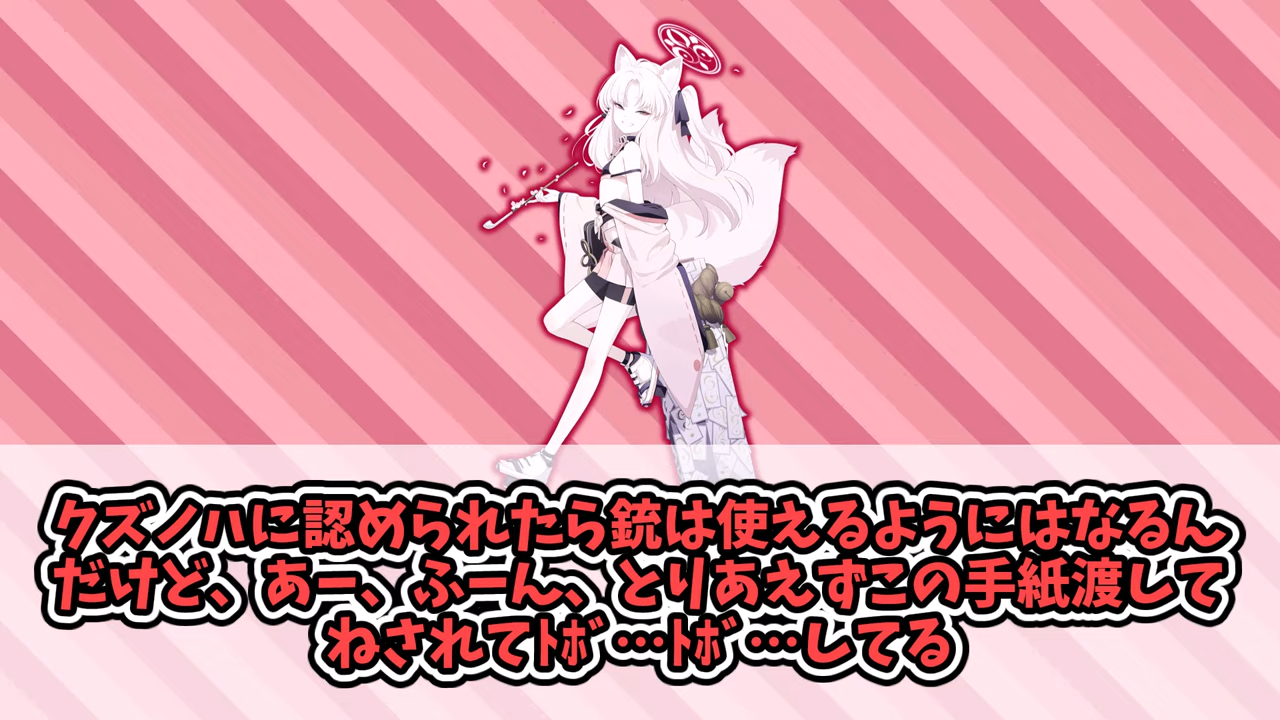 クズノハに認められたら銃は使えるようにはなるん
だけど、あー、ふーん、とりあえずこの手紙渡して
ねされてﾄﾎﾞ…ﾄﾎﾞ…してる